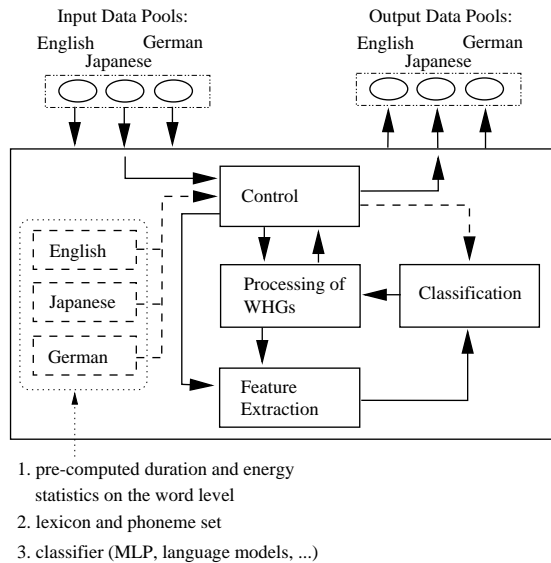 Input Data Pools:
Output Data Pools:
English
German
Japanese
English
German
Japanese
Control
English
Japanese
German
Processing of
WHGs
Classification
Feature
Extraction
1. pre-computed duration and energy
statistics on the word level
2. lexicon and phoneme set
3. classifier (MLP, language models, ...)